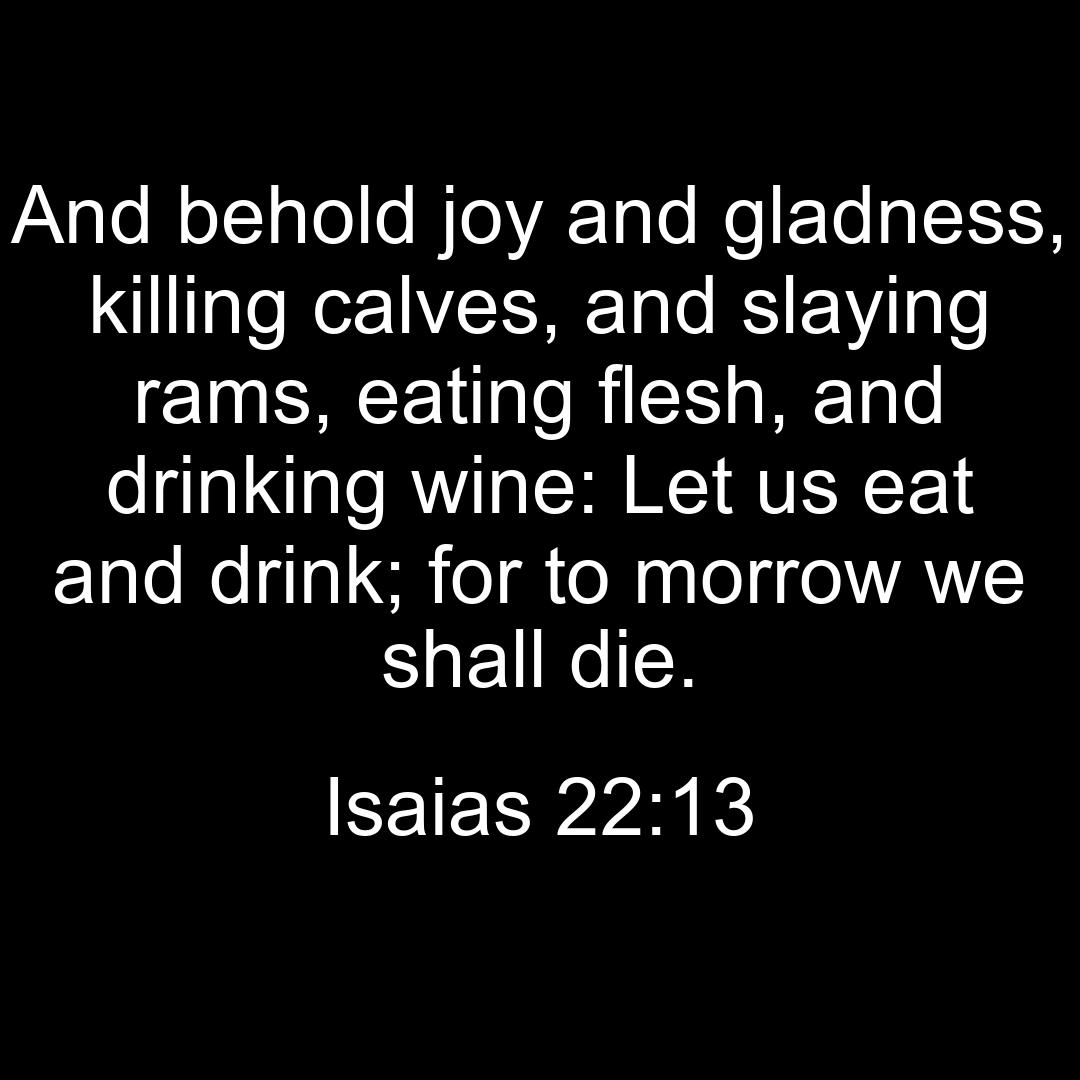 And behold joy and gladness,
killing calves, and slaying
rams, eating flesh, and
drinking wine: Let us eat
and drink; for to morrow we
shall die.
Isaias 22:13